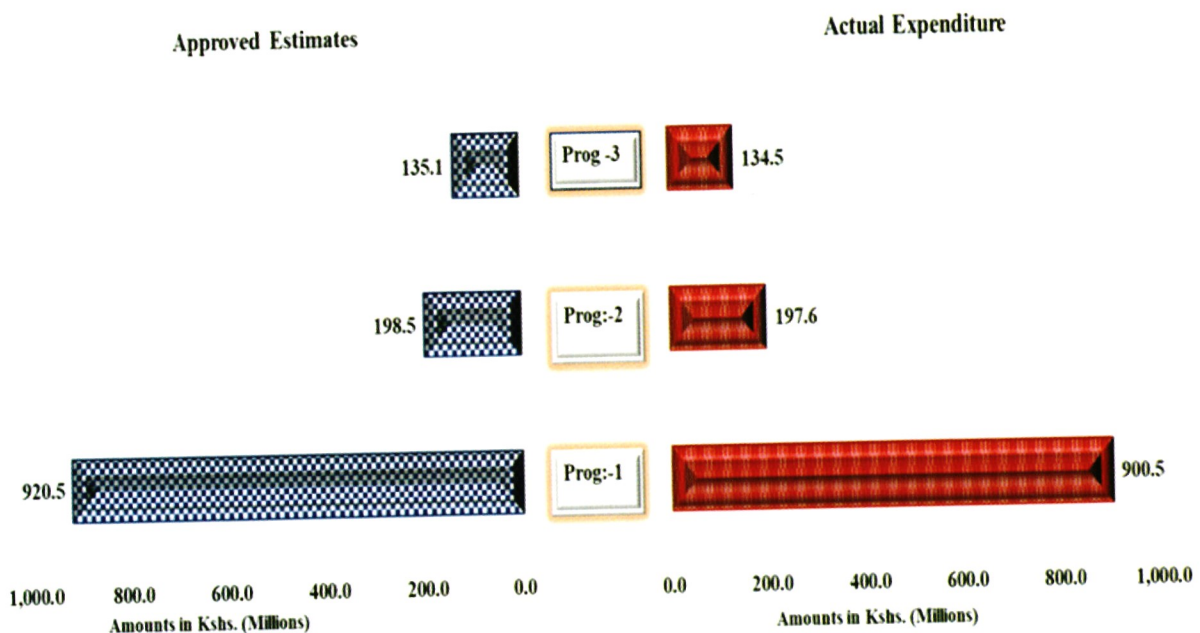 Approved Estimates
Actual Expenditure
135.1
Prog -3
134.5
198.5
Prog:-2
197.6
920.5
Prog:-1
900.5
1,000.0 800.0 600.0 400.0 200.0 0.0
0.0 200.0 400.0 600.0 800.0 1,000.0
Amounts in Kshs. (Millions)
Amounts in Kshs. (Millions)